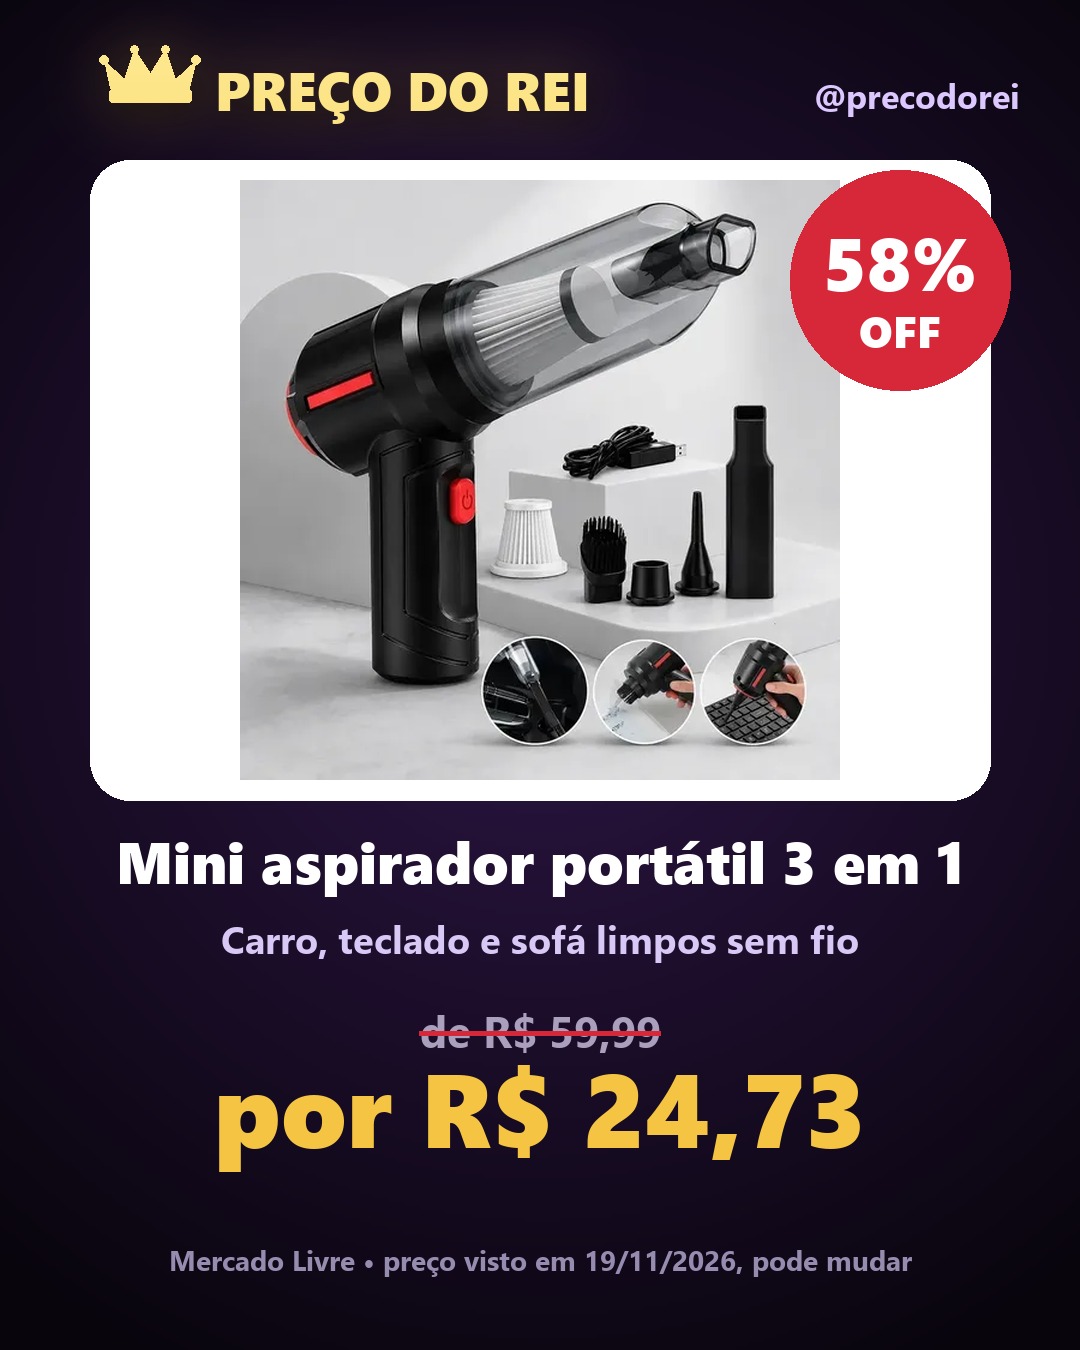 PREÇO DO REI
@precodorei
58%
OFF
Mini aspirador portátil 3 em 1
Carro, teclado e sofá limpos sem fio
de R$ 59,99
por R$ 24,73
Mercado Livre • preço visto em 19/11/2026, pode mudar